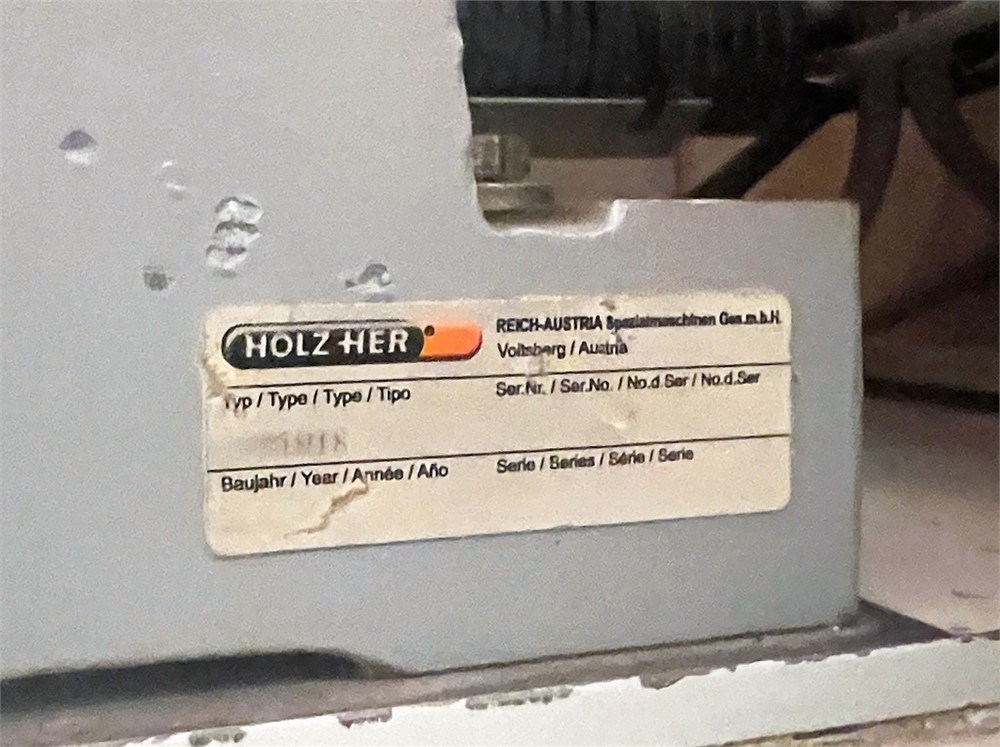 HOLZ HER
REICH-AUSTRIA Spezialmaschinen Ges.m.b.H.
Voitsberg / Austria
Typ / Type / Type / Tipo
Ser.Nr. / Ser.No. / No.d.Ser / No.d.Ser
Baujahr / Year / Année / Año
Serie / Series / Série / Serie